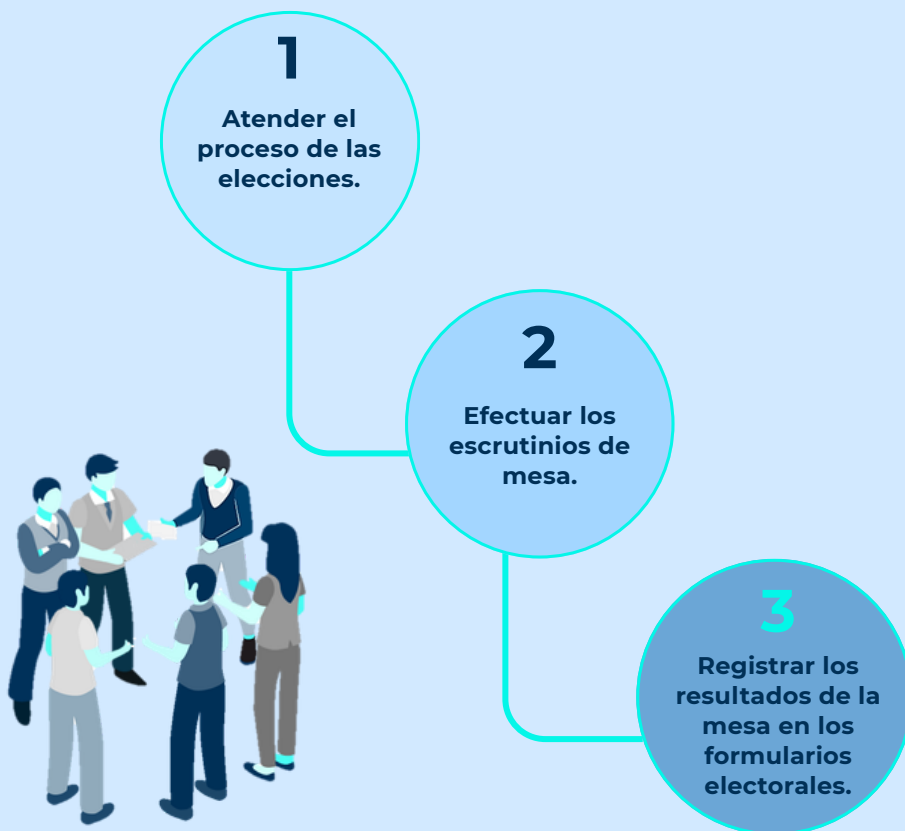 1
Atender el
proceso de las
elecciones.
2
Efectuar los
escrutinios de
mesa.
3
Registrar los
resultados de la
mesa en los
formularios
electorales.